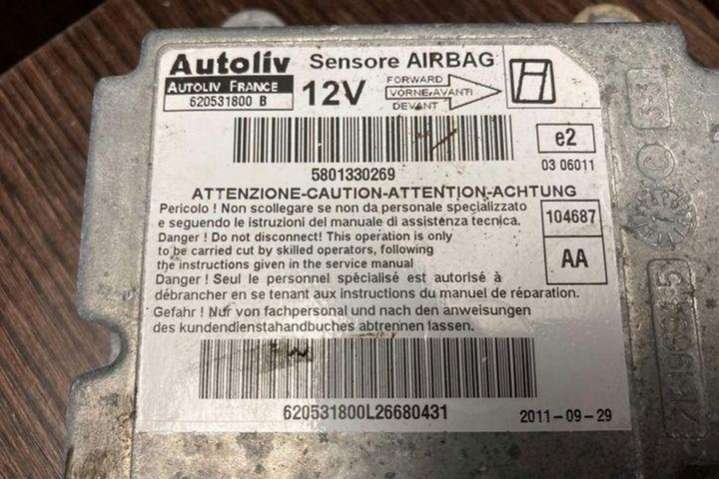 Autoliv Sensore AIRBAG
AUTOLIV FRANCE
620531800 B
12V
FORWARD
VORNE/AVANTI
DEVANT
e2
03 06011
5801330269
ATTENZIONE-CAUTION-ATTENTION-ACHTUNG
Pericolo ! Non scollegare se non da personale specializzato
e seguendo le istruzioni del manuale di assistenza tecnica.
Danger ! Do not disconnect! This operation is only
to be carried cut by skilled operators, following
the instructions given in the service manual
Danger ! Seul le personnel spécialisé est autorisé à
débrancher en se tenant aux instructions du manuel de réparation.
Gefahr ! Nur von fachpersonal und nach den anweisungen
des kundendienstahandbuches abtrennen lassen.
104687
AA
620531800L26680431
2011-09-29